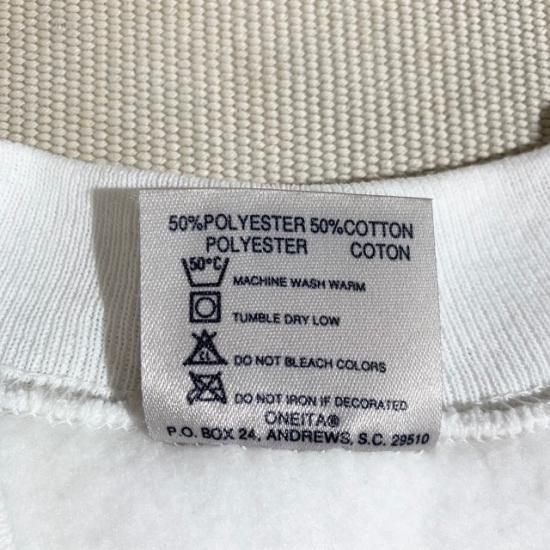 50%POLYESTER 50%COTTON
POLYESTER COTON
50°C
MACHINE WASH WARM
TUMBLE DRY LOW
CL
DO NOT BLEACH COLORS
DO NOT IRON IF DECORATED
ONEITA®
P.O. BOX 24, ANDREWS, S.C. 29510